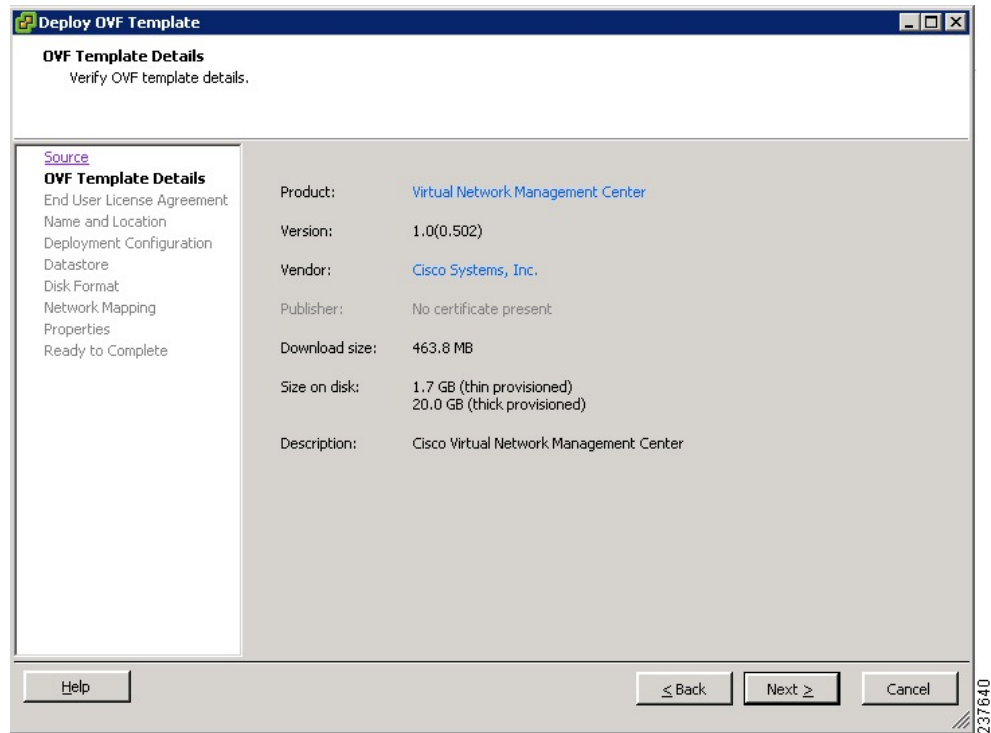 Deploy OVF Template
OVF Template Details
Verify OVF template details.
Source
OVF Template Details
End User License Agreement
Name and Location
Deployment Configuration
Datastore
Disk Format
Network Mapping
Properties
Ready to Complete
Product: Virtual Network Management Center
Version: 1.0(0.502)
Vendor: Cisco Systems, Inc.
Publisher: No certificate present
Download size: 463.8 MB
Size on disk: 1.7 GB (thin provisioned)
20.0 GB (thick provisioned)
Description: Cisco Virtual Network Management Center
Help
< Back
Next >
Cancel
237640